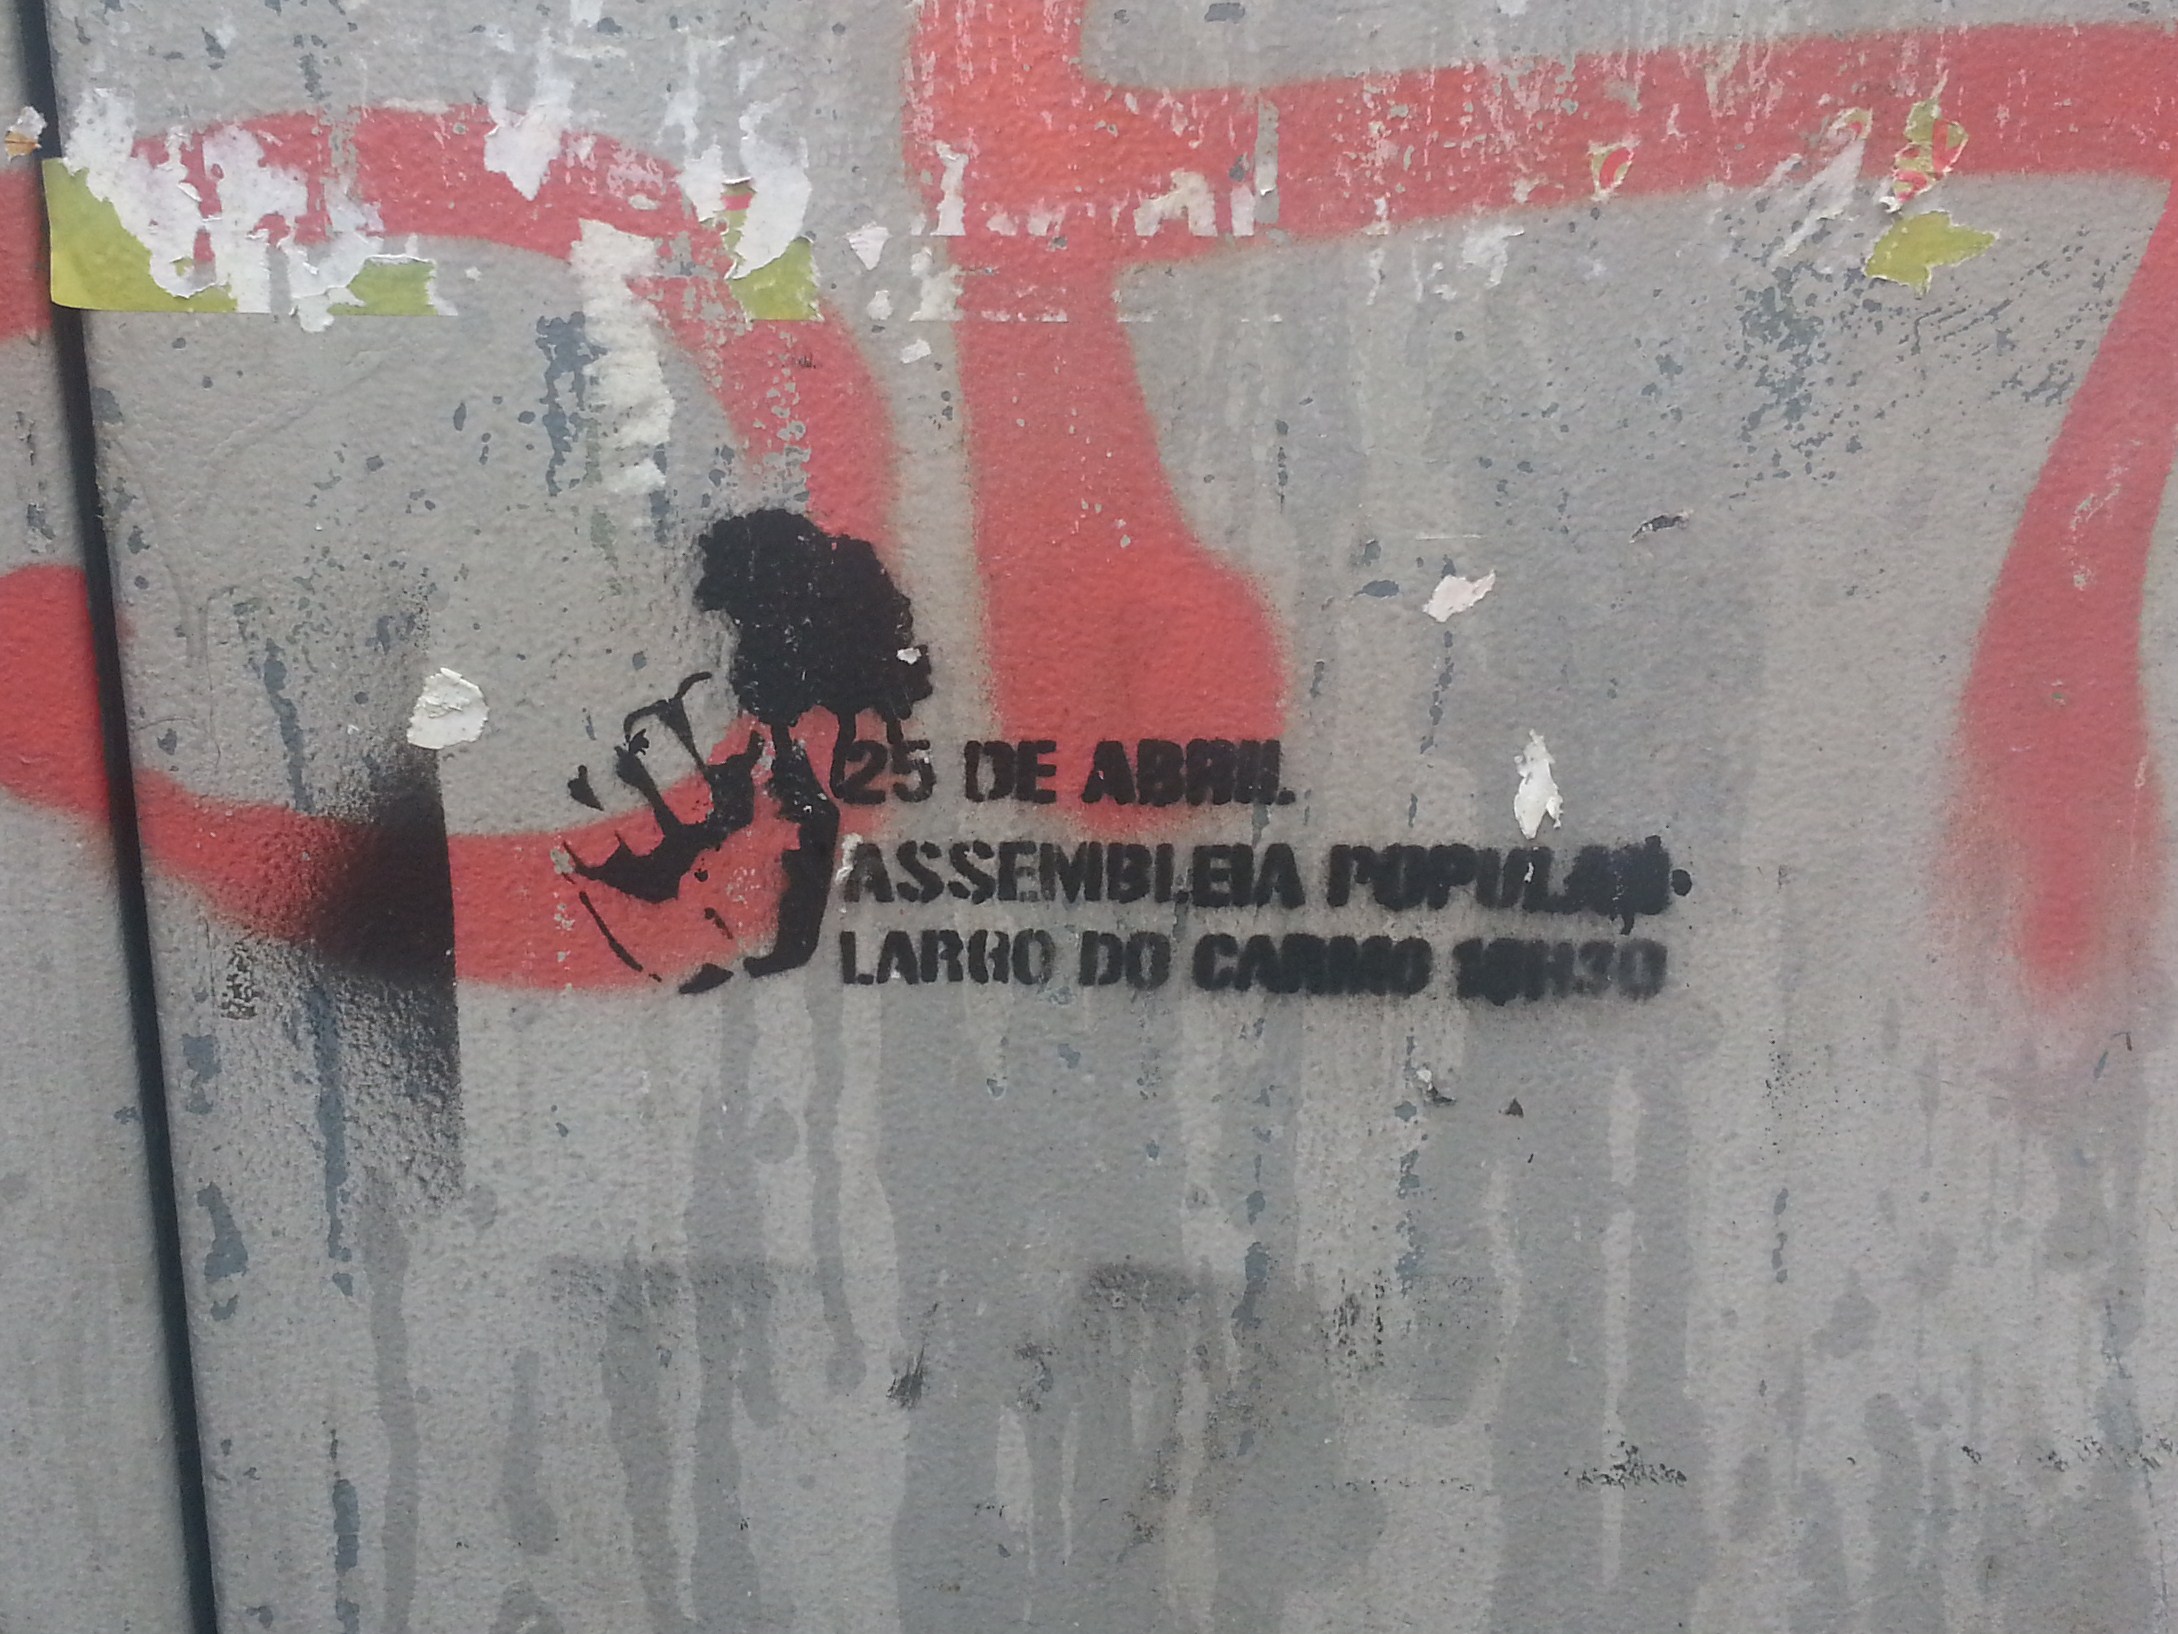 25 DE ABRIL.
ASSEMBLEIA POPULAR.
LARGO DO CARMO